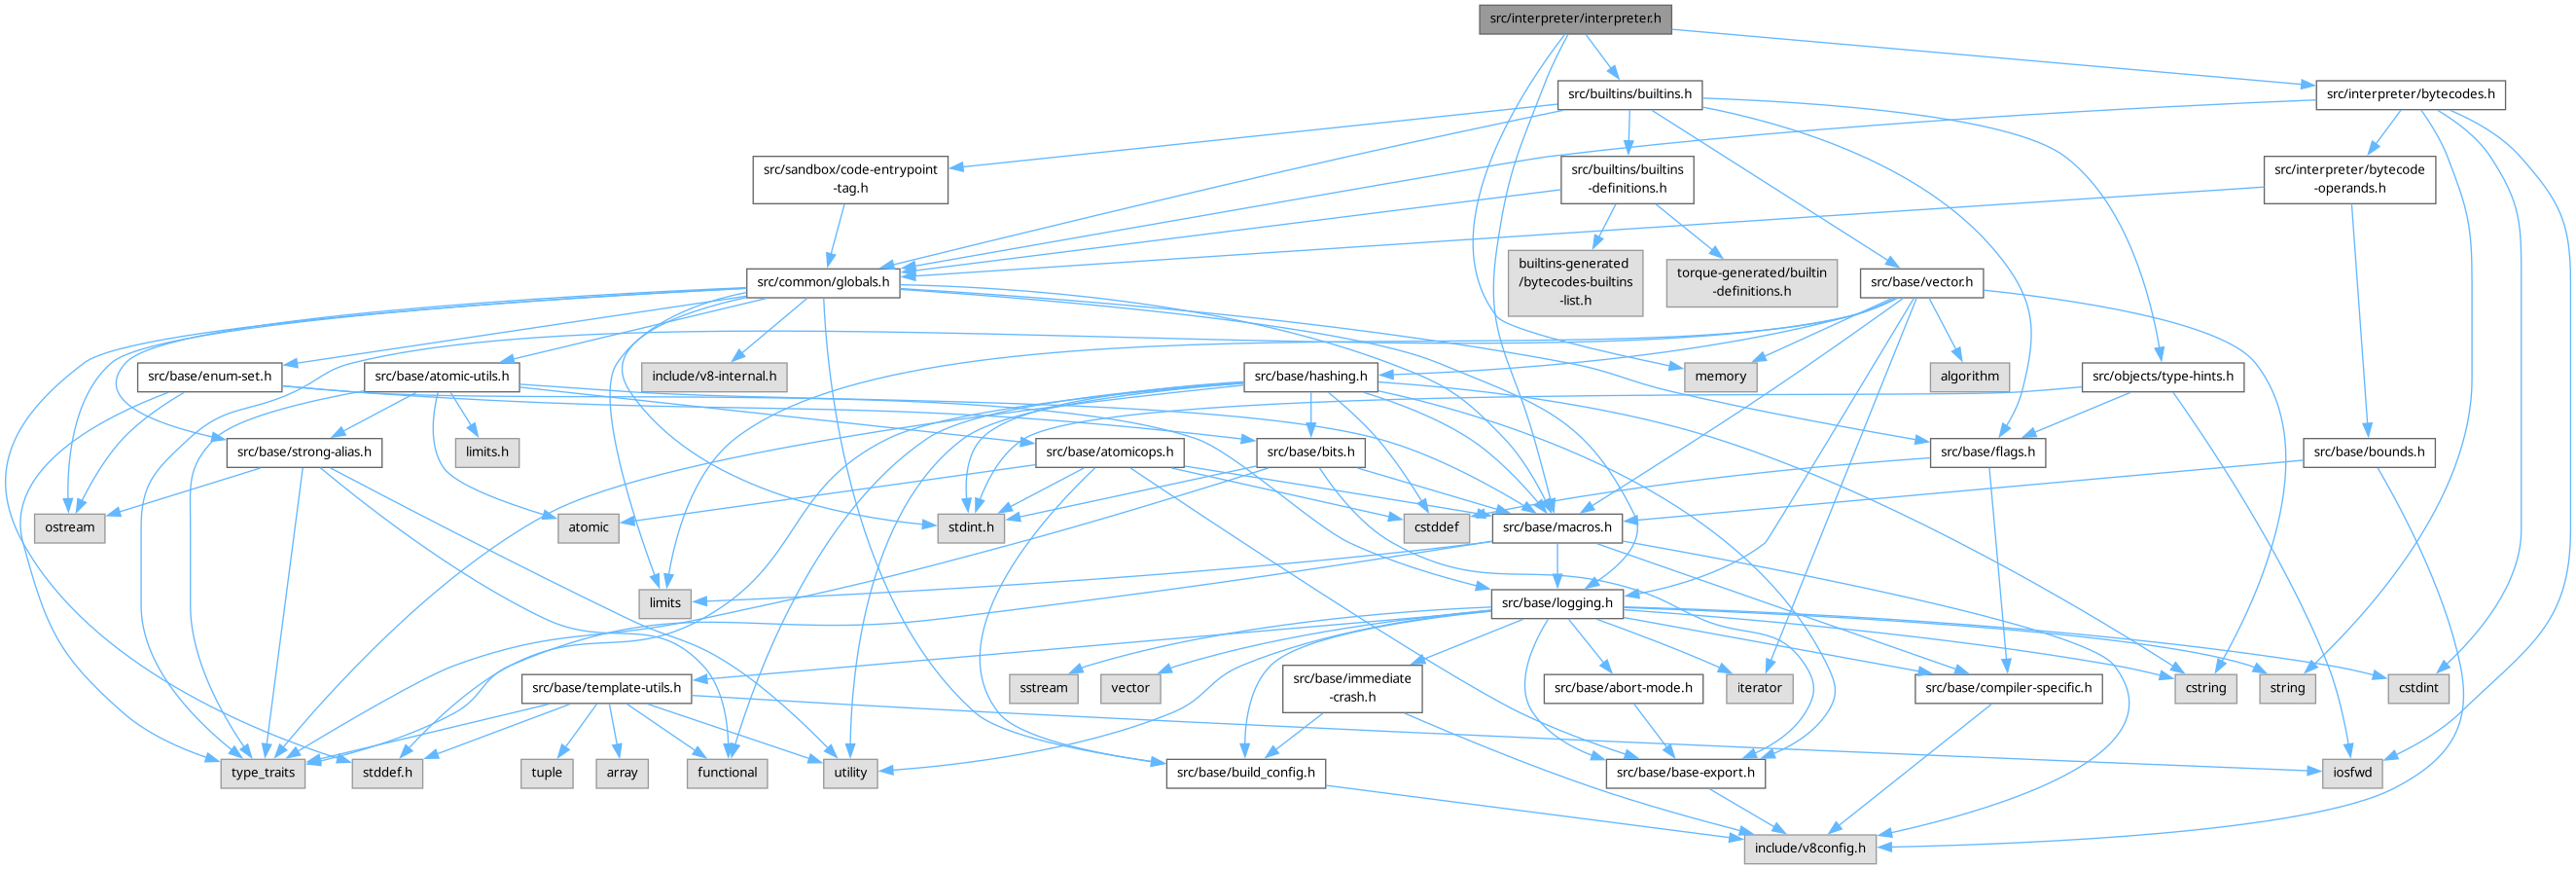 src/interpreter/interpreter.h
src/builtins/builtins.h
src/interpreter/bytecodes.h
src/sandbox/code-entrypoint
-tag.h
src/builtins/builtins
-definitions.h
src/interpreter/bytecode
-operands.h
src/common/globals.h
builtins-generated
/bytecodes-builtins
-list.h
torque-generated/builtin
-definitions.h
src/base/vector.h
src/base/enum-set.h
src/base/atomic-utils.h
include/v8-internal.h
src/base/hashing.h
memory
algorithm
src/objects/type-hints.h
src/base/strong-alias.h
limits.h
src/base/atomicops.h
src/base/bits.h
src/base/flags.h
src/base/bounds.h
ostream
atomic
stdint.h
cstddef
src/base/macros.h
limits
src/base/logging.h
src/base/template-utils.h
sstream
vector
src/base/immediate
-crash.h
src/base/abort-mode.h
iterator
src/base/compiler-specific.h
cstring
string
cstdint
type_traits
stddef.h
tuple
array
functional
utility
src/base/build_config.h
src/base/base-export.h
iosfwd
include/v8config.h